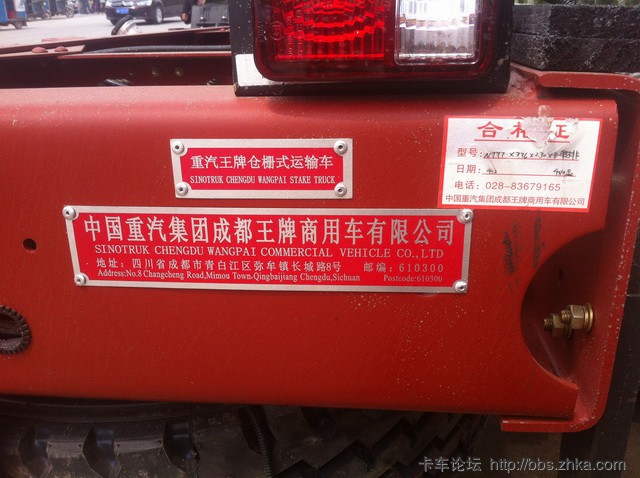 重汽王牌仓栅式运输车
SINOTRUK CHENGDU WANGPAI STAKE TRUCK
中国重汽集团成都王牌商用车有限公司
SINOTRUK CHENGDU WANGPAI COMMERCIAL VEHICLE CO.,LTD
地址：四川省成都市青白江区弥牟镇长城路8号 邮编：610300
Address:No.8 Changcheng Road,Mimou Town.Qingbaijiang Chengdu,Sichuan Postcode:610300
合格证
型号：
日期：
电话：028-83679165
中国重汽集团成都王牌商用车有限公司
卡车论坛 http://bbs.zhka.com